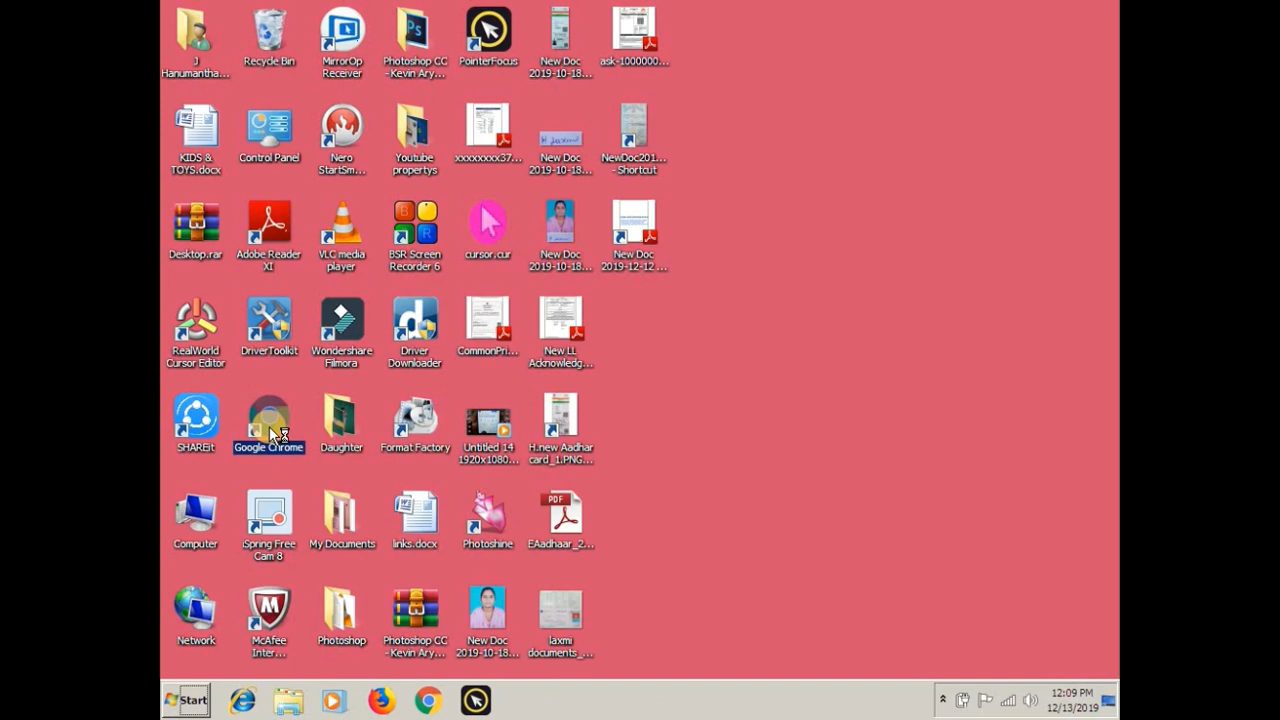 J
Hanumantha...
Recycle Bin
MirrorOp
Receiver
Photoshop CC
- Kevin Ary...
PointerFocus
New Doc
2019-10-18...
ask-1000000...
KIDS &
TOYS.docx
Control Panel
Nero
StartSm...
Youtube
propertys
xxxxxxxx37...
New Doc
2019-10-18...
NewDoc201...
- Shortcut
Desktop.rar
Adobe Reader
XI
VLC media
player
BSR Screen
Recorder 6
cursor.cur
New Doc
2019-10-18...
New Doc
2019-12-12 ...
RealWorld
Cursor Editor
DriverToolkit
Wondershare
Filmora
Driver
Downloader
CommonPri...
New LL
Acknowledg...
SHAREit
Google Chrome
Daughter
Format Factory
Untitled 14
1920x1080...
H.new Aadhar
card_1.PNG...
Computer
iSpring Free
Cam 8
My Documents
links.docx
Photoshine
PDF
EAadhaar_2...
Network
McAfee
Inter...
Photoshop
Photoshop CC
- Kevin Ary...
New Doc
2019-10-18...
laxmi
documents_...
Start
12:09 PM
12/13/2019